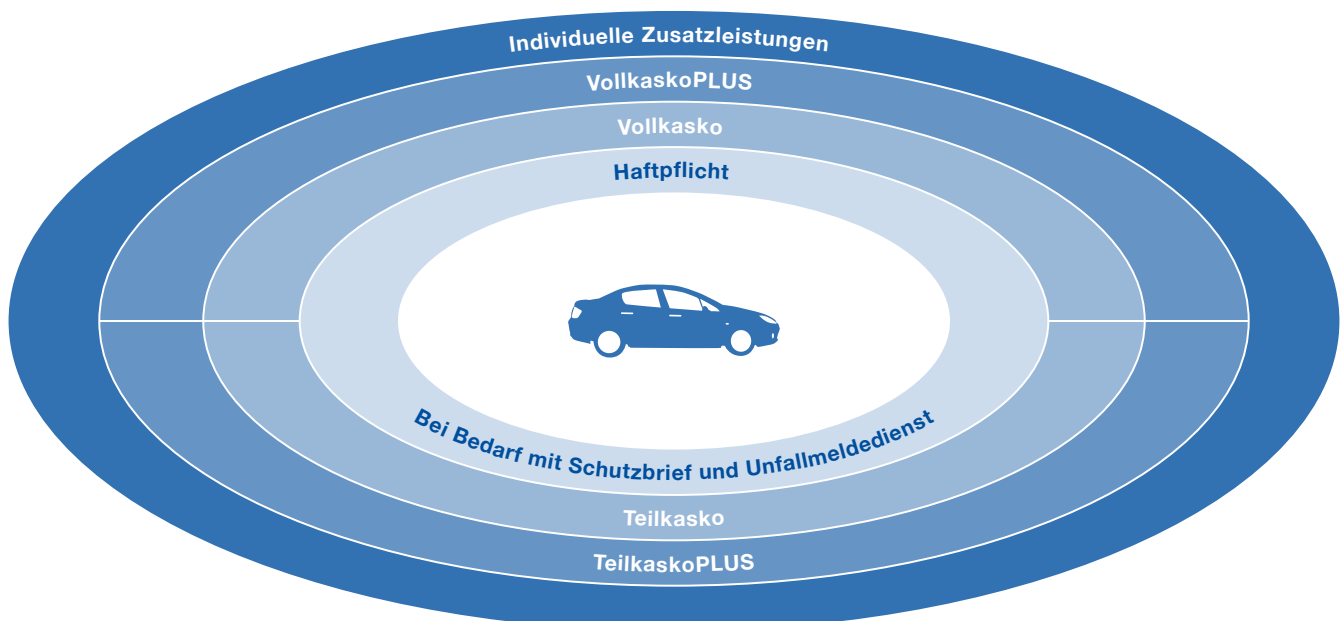 Individuelle Zusatzleistungen
VollkaskoPLUS
Vollkasko
Haftpflicht
Bei Bedarf mit Schutzbrief und Unfallmeldedienst
Teilkasko
TeilkaskoPLUS